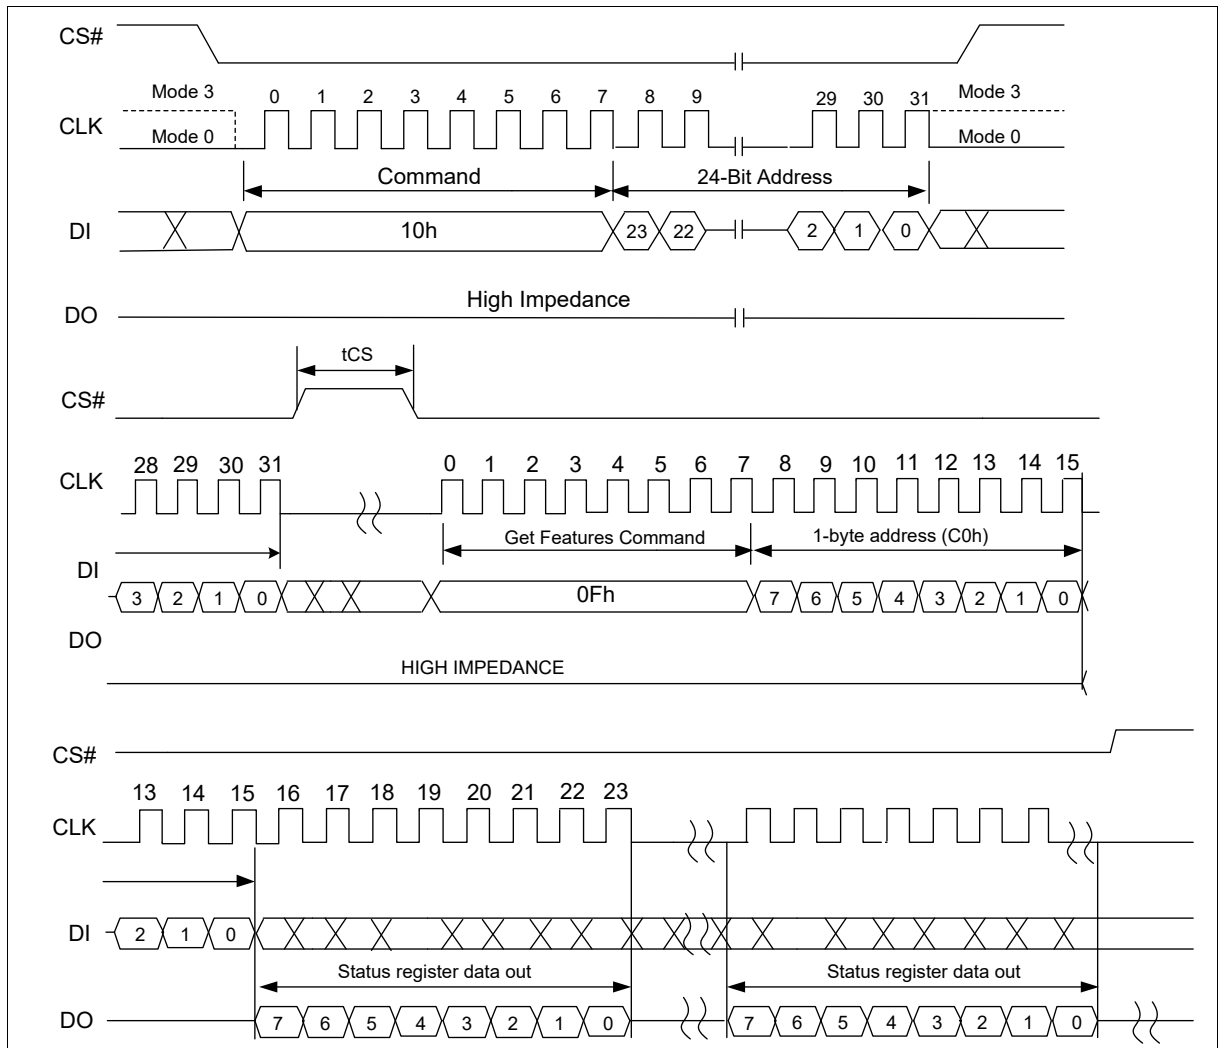 CS#
Mode 3
0 1 2 3 4 5 6 7 8 9 29 30 31
Mode 3
CLK
Mode 0
Mode 0
Command
24-Bit Address
DI
10h
23 22 2 1 0
High Impedance
DO
tCS
CS#
28 29 30 31 0 1 2 3 4 5 6 7 8 9 10 11 12 13 14 15
CLK
Get Features Command
1-byte address (C0h)
DI
3 2 1 0
0Fh
7 6 5 4 3 2 1 0
DO
HIGH IMPEDANCE
CS#
13 14 15 16 17 18 19 20 21 22 23
CLK
DI
2 1 0
Status register data out
Status register data out
DO
7 6 5 4 3 2 1 0
7 6 5 4 3 2 1 0